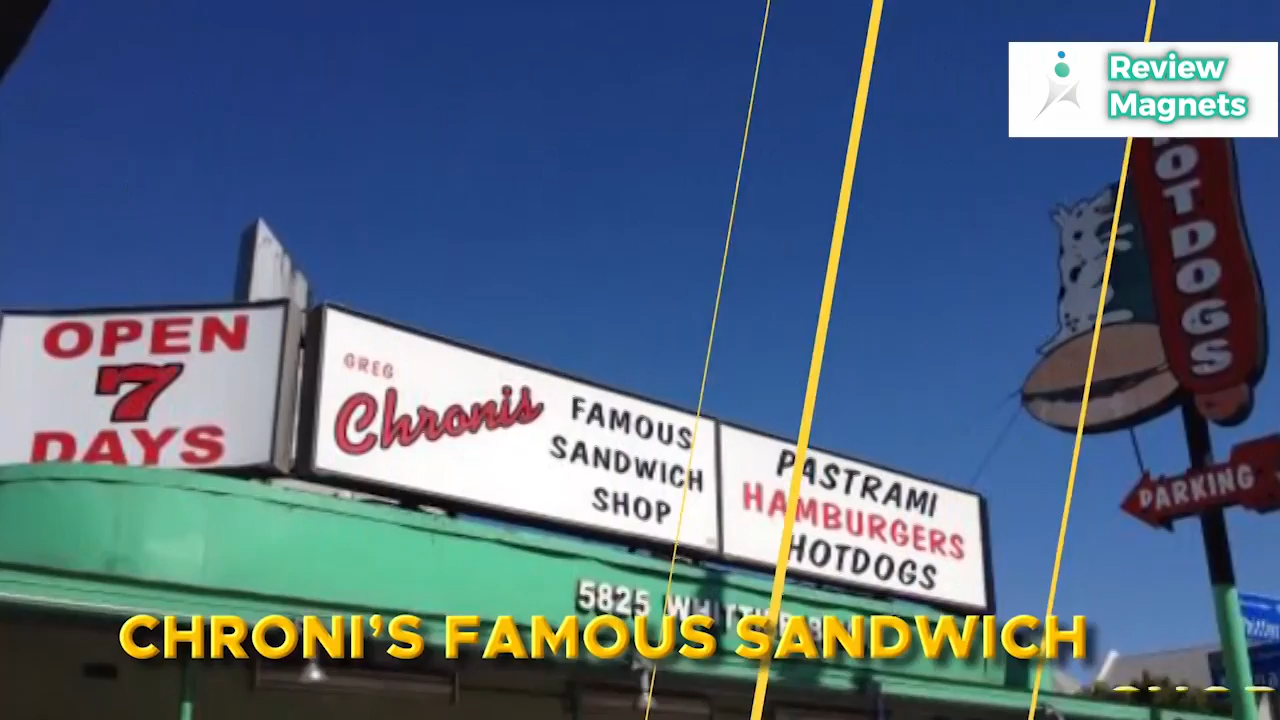 Review
Magnets
HOTDOGS
OPEN
7
DAYS
GREG
Chronis
FAMOUS
SANDWICH
SHOP
PASTRAMI
HAMBURGERS
HOTDOGS
PARKING
5825
CHRONI'S FAMOUS SANDWICH